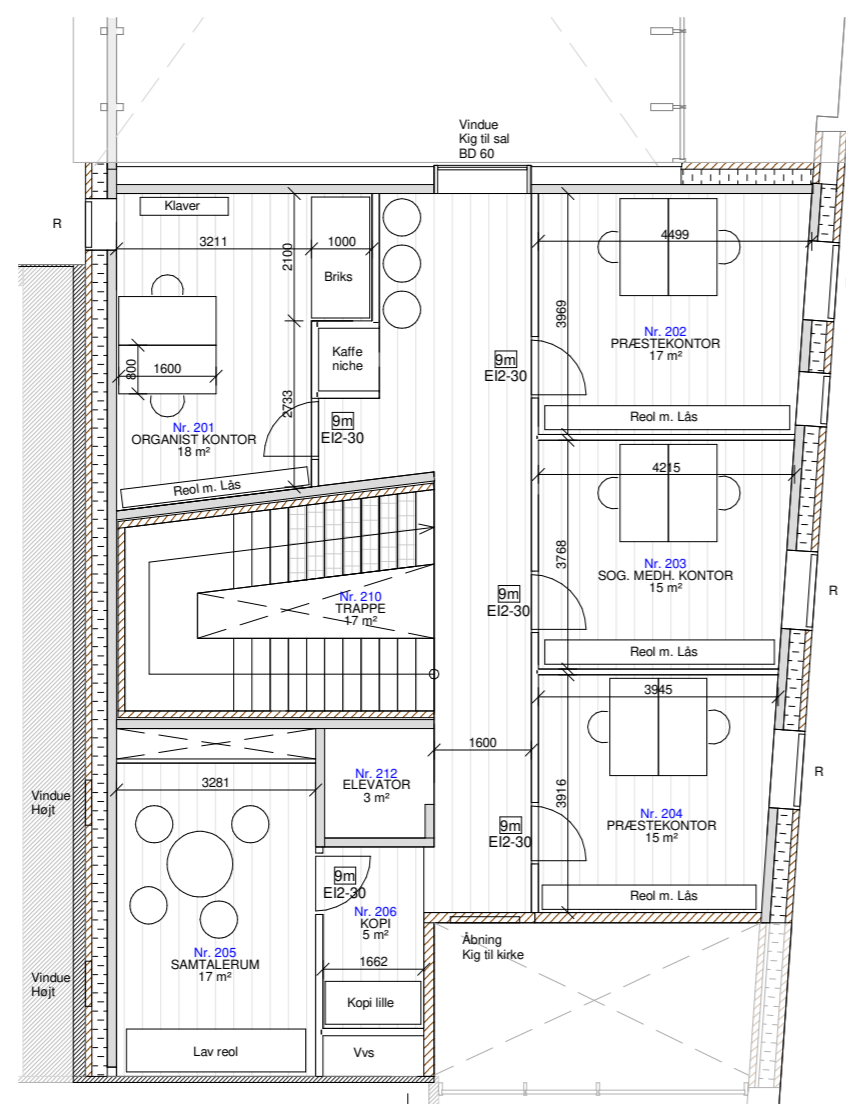 Vindue
Kig til sal
BD 60
R
Klaver
3211
1000
2100
Briks
4499
3969
Nr. 202
PRÆSTEKONTOR
17 m²
Kaffe
niche
9m
EI2-30
800
1600
2733
9m
EI2-30
Nr. 201
ORGANIST KONTOR
18 m²
Reol m. Lås
Reol m. Lås
4215
3768
Nr. 203
SOG. MEDH. KONTOR
15 m²
Nr. 210
TRAPPE
17 m²
9m
EI2-30
R
Reol m. Lås
3945
1600
Nr. 212
ELEVATOR
3 m²
3281
Vindue
Højt
R
3916
Nr. 204
PRÆSTEKONTOR
15 m²
9m
EI2-30
9m
EI2-30
Reol m. Lås
Nr. 206
KOPI
5 m²
Åbning
Kig til kirke
Nr. 205
SAMTALERUM
17 m²
1662
Vindue
Højt
Kopi lille
Lav reol
Vvs